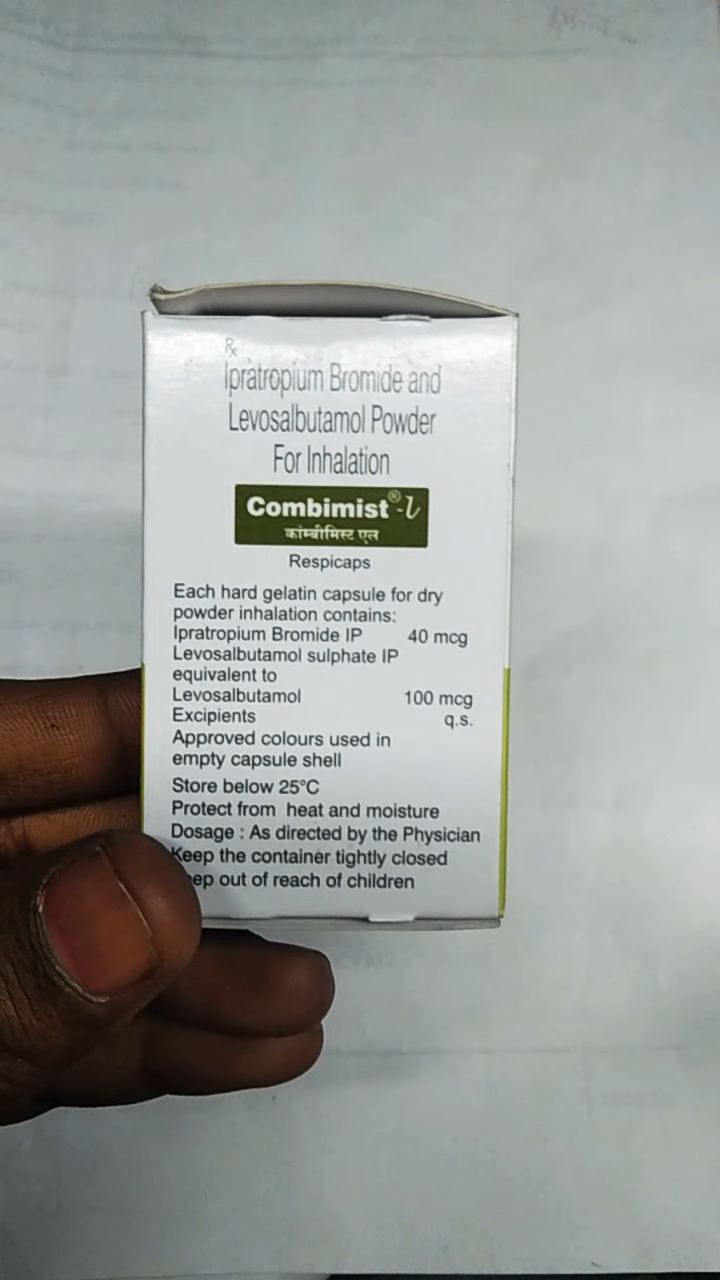 Rx
Ipratropium Bromide and
Levosalbutamol Powder
For Inhalation
Combimist®-l
कॉम्बीमिस्ट एल
Respicaps
Each hard gelatin capsule for dry
powder inhalation contains:
Ipratropium Bromide IP 40 mcg
Levosalbutamol sulphate IP
equivalent to
Levosalbutamol 100 mcg
Excipients q.s.
Approved colours used in
empty capsule shell
Store below 25°C
Protect from heat and moisture
Dosage : As directed by the Physician
Keep the container tightly closed
eep out of reach of children